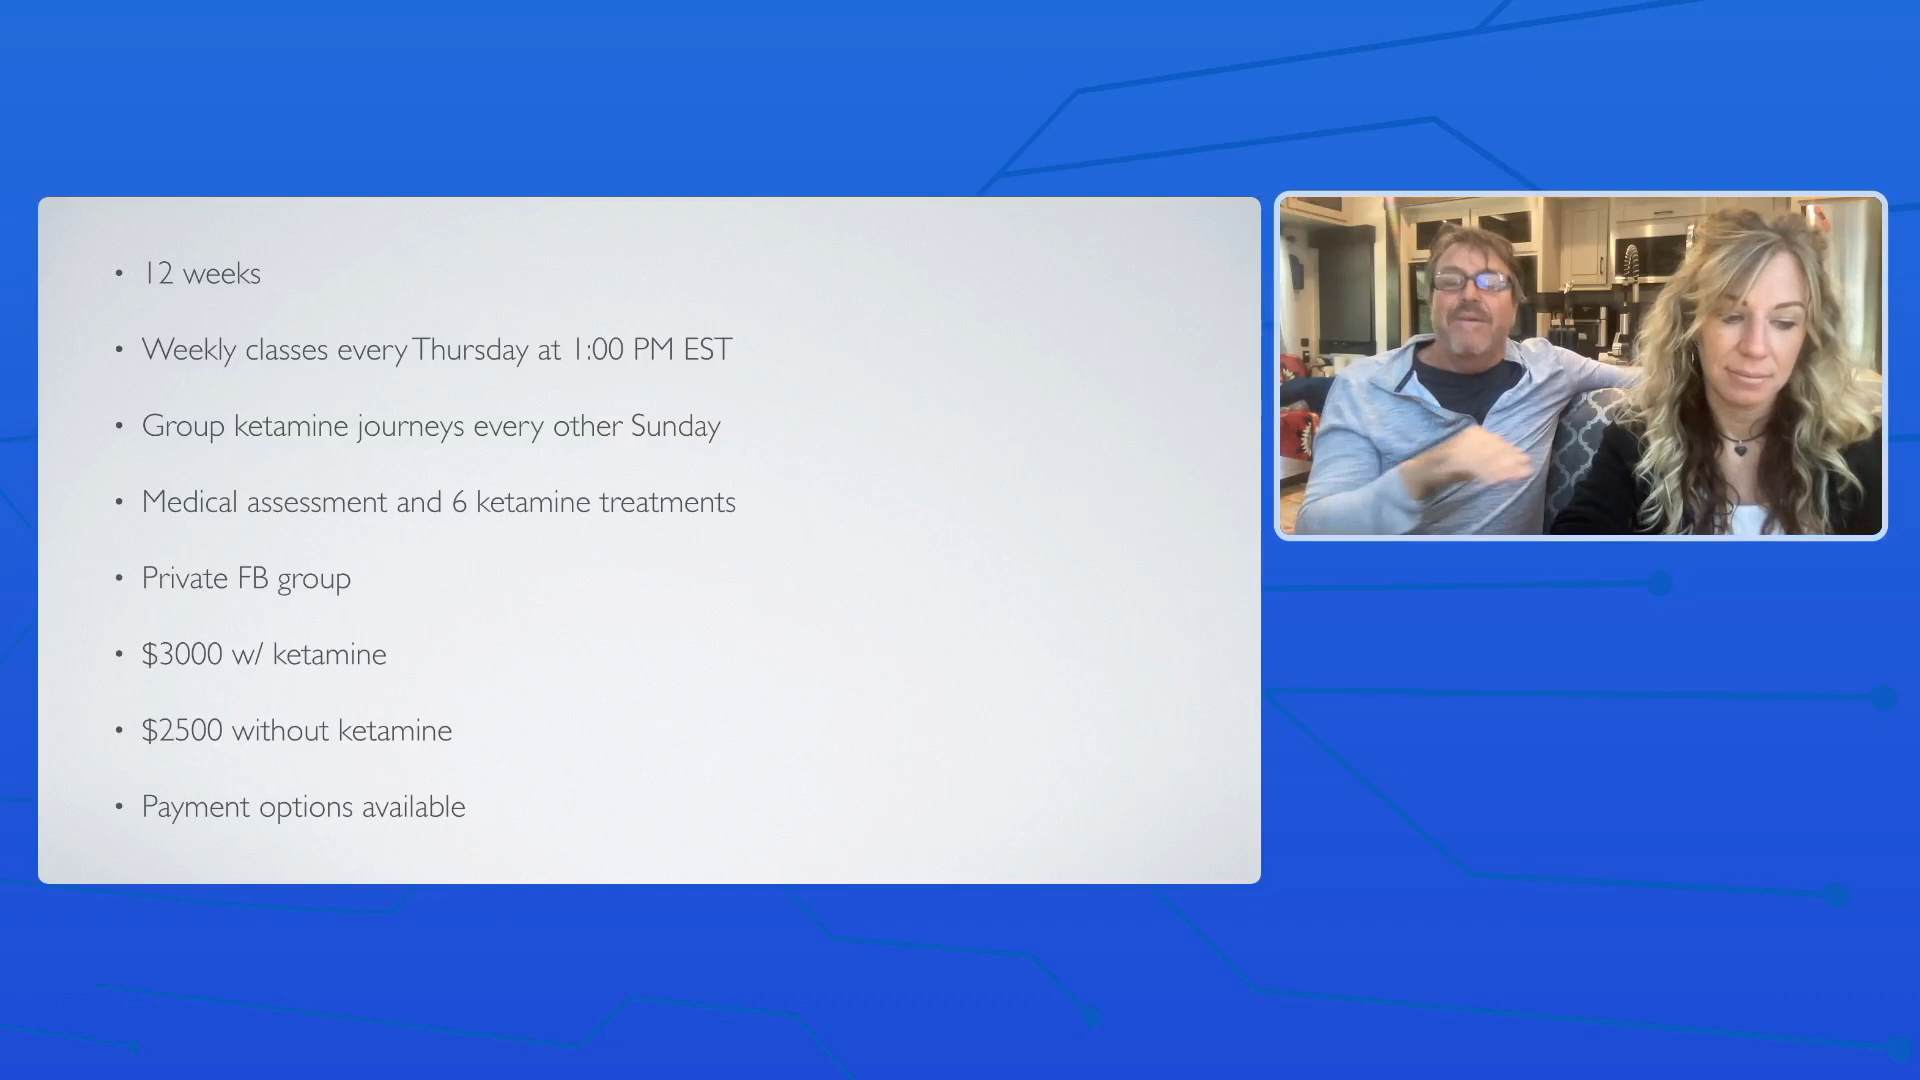 • 12 weeks
• Weekly classes every Thursday at 1:00 PM EST
• Group ketamine journeys every other Sunday
• Medical assessment and 6 ketamine treatments
• Private FB group
• $3000 w/ ketamine
• $2500 without ketamine
• Payment options available